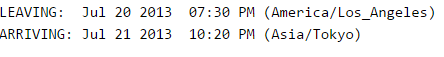 LEAVING:  Jul 20 2013  07:30 PM (America/Los_Angeles)
ARRIVING: Jul 21 2013  10:20 PM (Asia/Tokyo)